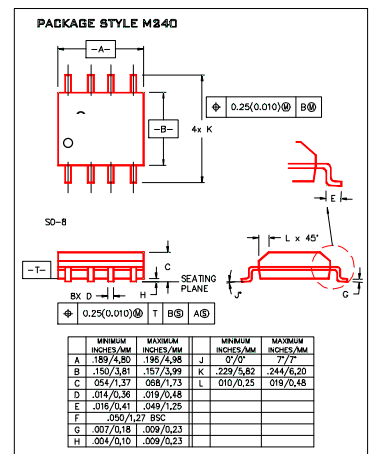 PACKAGE STYLE M240
-A-
⌖ 0.25(0.010)Ⓜ BⓂ
-B-
4x K
E
SO-8
L x 45°
-T-
C
SEATING
PLANE
8X D
H
J°
G
⌖ 0.25(0.010)Ⓜ T BⓈ AⓈ
MINIMUM INCHES/MM MAXIMUM INCHES/MM MINIMUM INCHES/MM MAXIMUM INCHES/MM
A .189/4,80 .196/4,98 J 0°/0° 7°/7°
B .150/3,81 .157/3,99 K .229/5,82 .244/6,20
C .054/1,37 .068/1,73 L .010/0,25 .019/0,48
D .014/0,36 .019/0,48
E .016/0,41 .049/1,25
F .050/1,27 BSC
G .007/0,18 .009/0,23
H .004/0,10 .009/0,23